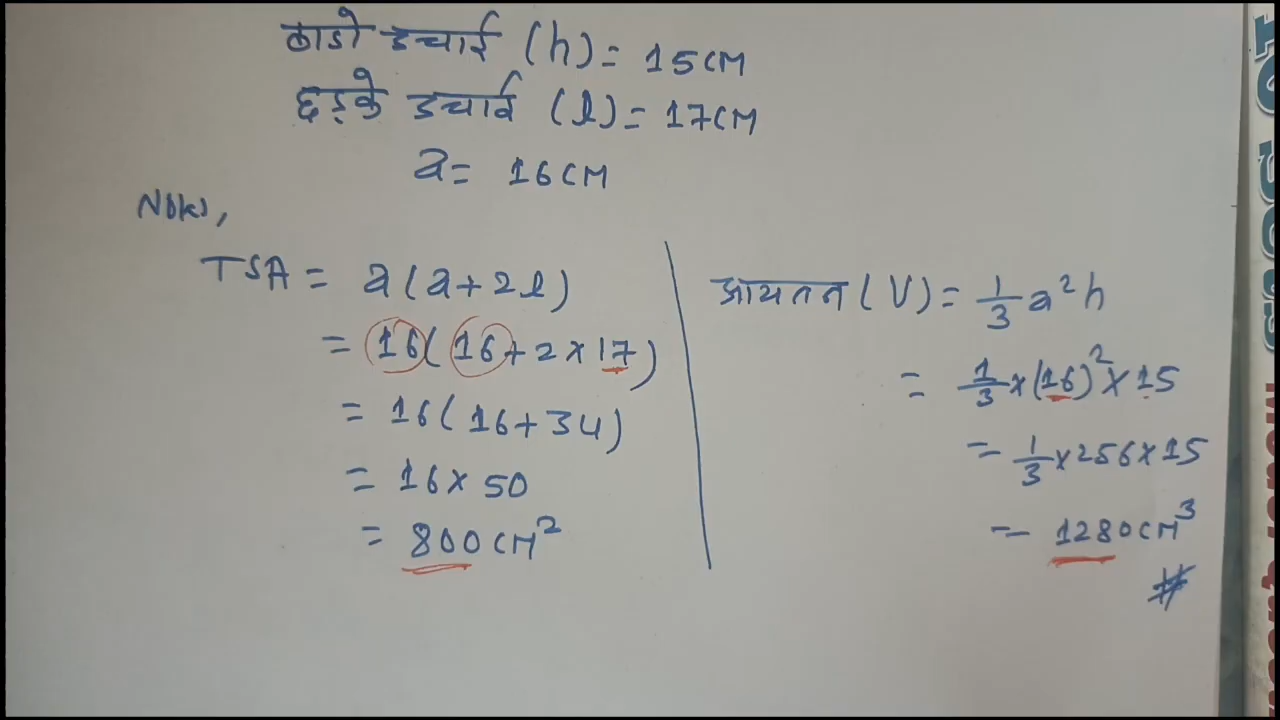 ठाडो उचाई (h) = 15CM
छड्के उचाई (l) = 17CM
a = 16CM
TSA = a(a+2l)
= 16(16+2×17)
= 16(16+34)
= 16×50
= 800CM²
आयतन (V) = 1/3 a²h
= 1/3×(16)²×15
= 1/3×256×15
= 1280CM³
#